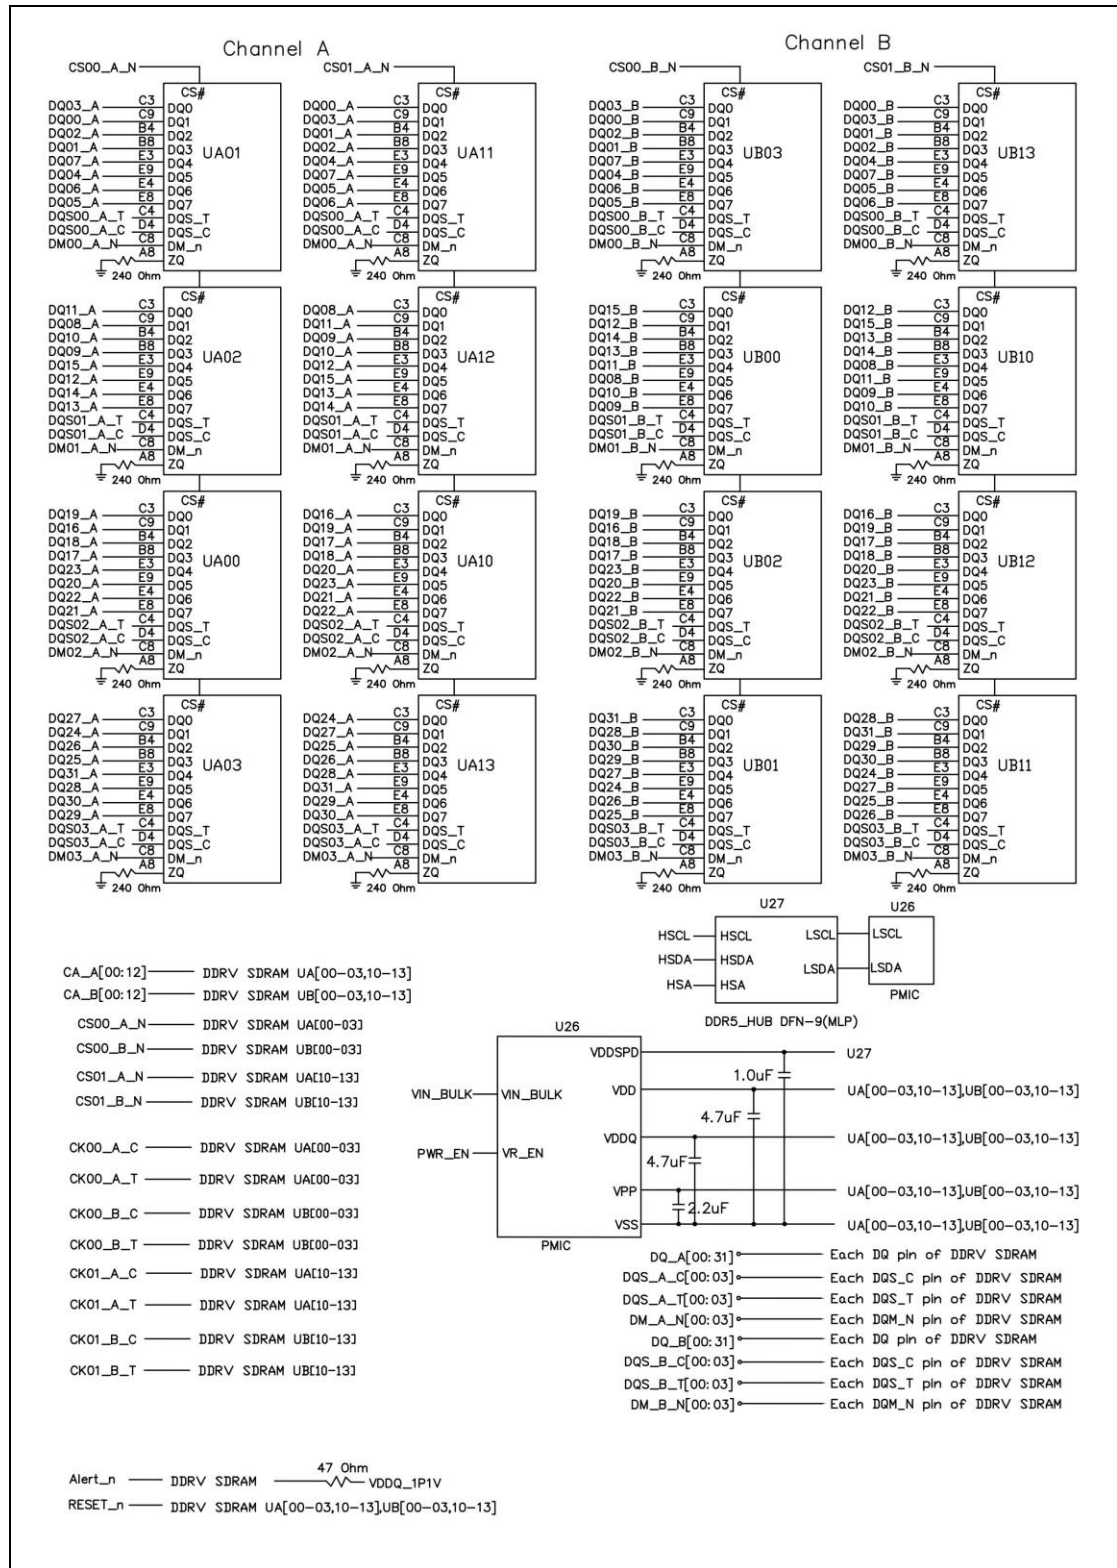 Channel A
Channel B
CS00_A_N
CS01_A_N
CS00_B_N
CS01_B_N
CS#
DQ03_A C3 DQ0
DQ00_A C9 DQ1
DQ02_A B4 DQ2
DQ01_A B8 DQ3
DQ07_A E3 DQ4
DQ04_A E9 DQ5
DQ06_A E4 DQ6
DQ05_A E8 DQ7
DQS00_A_T C4 DQS_T
DQS00_A_C D4 DQS_C
DM00_A_N C8 DM_n
A8 ZQ
240 Ohm
UA01
CS#
DQ00_A C3 DQ0
DQ03_A C9 DQ1
DQ01_A B4 DQ2
DQ02_A B8 DQ3
DQ04_A E3 DQ4
DQ07_A E9 DQ5
DQ05_A E4 DQ6
DQ06_A E8 DQ7
DQS00_A_T C4 DQS_T
DQS00_A_C D4 DQS_C
DM00_A_N C8 DM_n
A8 ZQ
240 Ohm
UA11
CS#
DQ03_B C3 DQ0
DQ00_B C9 DQ1
DQ02_B B4 DQ2
DQ01_B B8 DQ3
DQ07_B E3 DQ4
DQ04_B E9 DQ5
DQ06_B E4 DQ6
DQ05_B E8 DQ7
DQS00_B_T C4 DQS_T
DQS00_B_C D4 DQS_C
DM00_B_N C8 DM_n
A8 ZQ
240 Ohm
UB03
CS#
DQ00_B C3 DQ0
DQ03_B C9 DQ1
DQ01_B B4 DQ2
DQ02_B B8 DQ3
DQ04_B E3 DQ4
DQ07_B E9 DQ5
DQ05_B E4 DQ6
DQ06_B E8 DQ7
DQS00_B_T C4 DQS_T
DQS00_B_C D4 DQS_C
DM00_B_N C8 DM_n
A8 ZQ
240 Ohm
UB13
CS#
DQ11_A C3 DQ0
DQ08_A C9 DQ1
DQ10_A B4 DQ2
DQ09_A B8 DQ3
DQ15_A E3 DQ4
DQ12_A E9 DQ5
DQ14_A E4 DQ6
DQ13_A E8 DQ7
DQS01_A_T C4 DQS_T
DQS01_A_C D4 DQS_C
DM01_A_N C8 DM_n
A8 ZQ
240 Ohm
UA02
CS#
DQ08_A C3 DQ0
DQ11_A C9 DQ1
DQ09_A B4 DQ2
DQ10_A B8 DQ3
DQ12_A E3 DQ4
DQ15_A E9 DQ5
DQ13_A E4 DQ6
DQ14_A E8 DQ7
DQS01_A_T C4 DQS_T
DQS01_A_C D4 DQS_C
DM01_A_N C8 DM_n
A8 ZQ
240 Ohm
UA12
CS#
DQ15_B C3 DQ0
DQ12_B C9 DQ1
DQ14_B B4 DQ2
DQ13_B B8 DQ3
DQ11_B E3 DQ4
DQ08_B E9 DQ5
DQ10_B E4 DQ6
DQ09_B E8 DQ7
DQS01_B_T C4 DQS_T
DQS01_B_C D4 DQS_C
DM01_B_N C8 DM_n
A8 ZQ
240 Ohm
UB00
CS#
DQ12_B C3 DQ0
DQ15_B C9 DQ1
DQ13_B B4 DQ2
DQ14_B B8 DQ3
DQ08_B E3 DQ4
DQ11_B E9 DQ5
DQ09_B E4 DQ6
DQ10_B E8 DQ7
DQS01_B_T C4 DQS_T
DQS01_B_C D4 DQS_C
DM01_B_N C8 DM_n
A8 ZQ
240 Ohm
UB10
CS#
DQ19_A C3 DQ0
DQ16_A C9 DQ1
DQ18_A B4 DQ2
DQ17_A B8 DQ3
DQ23_A E3 DQ4
DQ20_A E9 DQ5
DQ22_A E4 DQ6
DQ21_A E8 DQ7
DQS02_A_T C4 DQS_T
DQS02_A_C D4 DQS_C
DM02_A_N C8 DM_n
A8 ZQ
240 Ohm
UA00
CS#
DQ16_A C3 DQ0
DQ19_A C9 DQ1
DQ17_A B4 DQ2
DQ18_A B8 DQ3
DQ20_A E3 DQ4
DQ23_A E9 DQ5
DQ21_A E4 DQ6
DQ22_A E8 DQ7
DQS02_A_T C4 DQS_T
DQS02_A_C D4 DQS_C
DM02_A_N C8 DM_n
A8 ZQ
240 Ohm
UA10
CS#
DQ19_B C3 DQ0
DQ16_B C9 DQ1
DQ18_B B4 DQ2
DQ17_B B8 DQ3
DQ23_B E3 DQ4
DQ20_B E9 DQ5
DQ22_B E4 DQ6
DQ21_B E8 DQ7
DQS02_B_T C4 DQS_T
DQS02_B_C D4 DQS_C
DM02_B_N C8 DM_n
A8 ZQ
240 Ohm
UB02
CS#
DQ16_B C3 DQ0
DQ19_B C9 DQ1
DQ17_B B4 DQ2
DQ18_B B8 DQ3
DQ20_B E3 DQ4
DQ23_B E9 DQ5
DQ21_B E4 DQ6
DQ22_B E8 DQ7
DQS02_B_T C4 DQS_T
DQS02_B_C D4 DQS_C
DM02_B_N C8 DM_n
A8 ZQ
240 Ohm
UB12
CS#
DQ27_A C3 DQ0
DQ24_A C9 DQ1
DQ26_A B4 DQ2
DQ25_A B8 DQ3
DQ31_A E3 DQ4
DQ28_A E9 DQ5
DQ30_A E4 DQ6
DQ29_A E8 DQ7
DQS03_A_T C4 DQS_T
DQS03_A_C D4 DQS_C
DM03_A_N C8 DM_n
A8 ZQ
240 Ohm
UA03
CS#
DQ24_A C3 DQ0
DQ27_A C9 DQ1
DQ25_A B4 DQ2
DQ26_A B8 DQ3
DQ28_A E3 DQ4
DQ31_A E9 DQ5
DQ29_A E4 DQ6
DQ30_A E8 DQ7
DQS03_A_T C4 DQS_T
DQS03_A_C D4 DQS_C
DM03_A_N C8 DM_n
A8 ZQ
240 Ohm
UA13
CS#
DQ31_B C3 DQ0
DQ28_B C9 DQ1
DQ30_B B4 DQ2
DQ29_B B8 DQ3
DQ27_B E3 DQ4
DQ24_B E9 DQ5
DQ26_B E4 DQ6
DQ25_B E8 DQ7
DQS03_B_T C4 DQS_T
DQS03_B_C D4 DQS_C
DM03_B_N C8 DM_n
A8 ZQ
240 Ohm
UB01
CS#
DQ28_B C3 DQ0
DQ31_B C9 DQ1
DQ29_B B4 DQ2
DQ30_B B8 DQ3
DQ24_B E3 DQ4
DQ27_B E9 DQ5
DQ25_B E4 DQ6
DQ26_B E8 DQ7
DQS03_B_T C4 DQS_T
DQS03_B_C D4 DQS_C
DM03_B_N C8 DM_n
A8 ZQ
240 Ohm
UB11
U27
U26
HSCL HSCL LSCL LSCL
HSDA HSDA LSDA LSDA
HSA HSA
PMIC
DDR5_HUB DFN-9(MLP)
CA_A[00:12] DDRV SDRAM UA[00-03,10-13]
CA_B[00:12] DDRV SDRAM UB[00-03,10-13]
CS00_A_N DDRV SDRAM UA[00-03]
CS00_B_N DDRV SDRAM UB[00-03]
CS01_A_N DDRV SDRAM UA[10-13]
CS01_B_N DDRV SDRAM UB[10-13]
CK00_A_C DDRV SDRAM UA[00-03]
CK00_A_T DDRV SDRAM UA[00-03]
CK00_B_C DDRV SDRAM UB[00-03]
CK00_B_T DDRV SDRAM UB[00-03]
CK01_A_C DDRV SDRAM UA[10-13]
CK01_A_T DDRV SDRAM UA[10-13]
CK01_B_C DDRV SDRAM UB[10-13]
CK01_B_T DDRV SDRAM UB[10-13]
U26
VDDSPD U27
1.0uF
VIN_BULK VIN_BULK
VDD UA[00-03,10-13],UB[00-03,10-13]
4.7uF
PWR_EN VR_EN
VDDQ UA[00-03,10-13],UB[00-03,10-13]
4.7uF
VPP UA[00-03,10-13],UB[00-03,10-13]
2.2uF
VSS UA[00-03,10-13],UB[00-03,10-13]
PMIC
DQ_A[00:31] Each DQ pin of DDRV SDRAM
DQS_A_C[00:03] Each DQS_C pin of DDRV SDRAM
DQS_A_T[00:03] Each DQS_T pin of DDRV SDRAM
DM_A_N[00:03] Each DQM_N pin of DDRV SDRAM
DQ_B[00:31] Each DQ pin of DDRV SDRAM
DQS_B_C[00:03] Each DQS_C pin of DDRV SDRAM
DQS_B_T[00:03] Each DQS_T pin of DDRV SDRAM
DM_B_N[00:03] Each DQM_N pin of DDRV SDRAM
47 Ohm
Alert_n DDRV SDRAM VDDQ_1P1V
RESET_n DDRV SDRAM UA[00-03,10-13],UB[00-03,10-13]